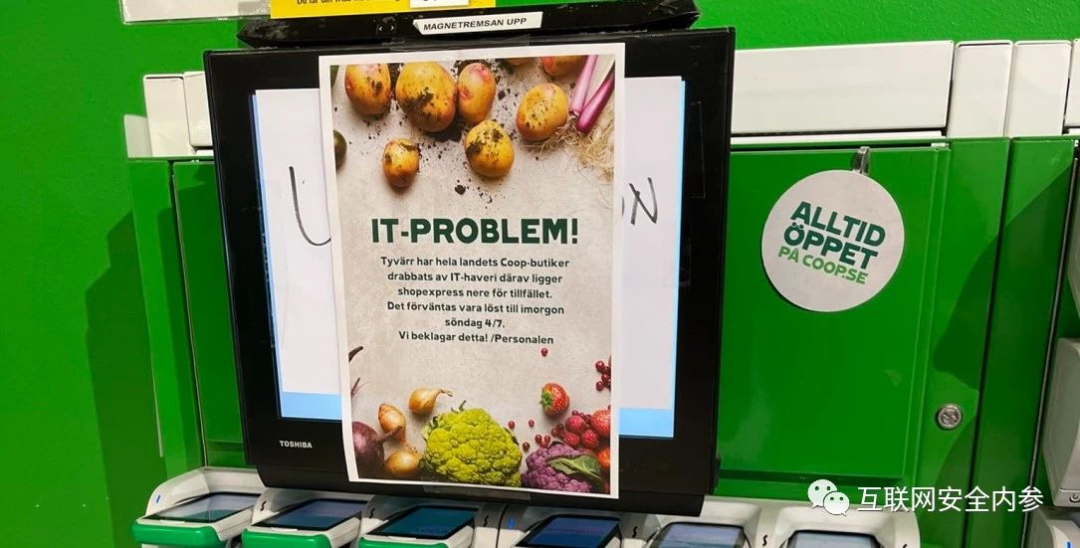 MAGNETREMSAN UPP
IT-PROBLEM!
Tyvärr har hela landets Coop-butiker
drabbats av IT-haveri därav ligger
shopexpress nere för tillfället.
Det förväntas vara löst till imorgon
söndag 4/7.
Vi beklagar detta! /Personalen
ALLTID
ÖPPET
PÅ COOP.SE
TOSHIBA
互联网安全内参